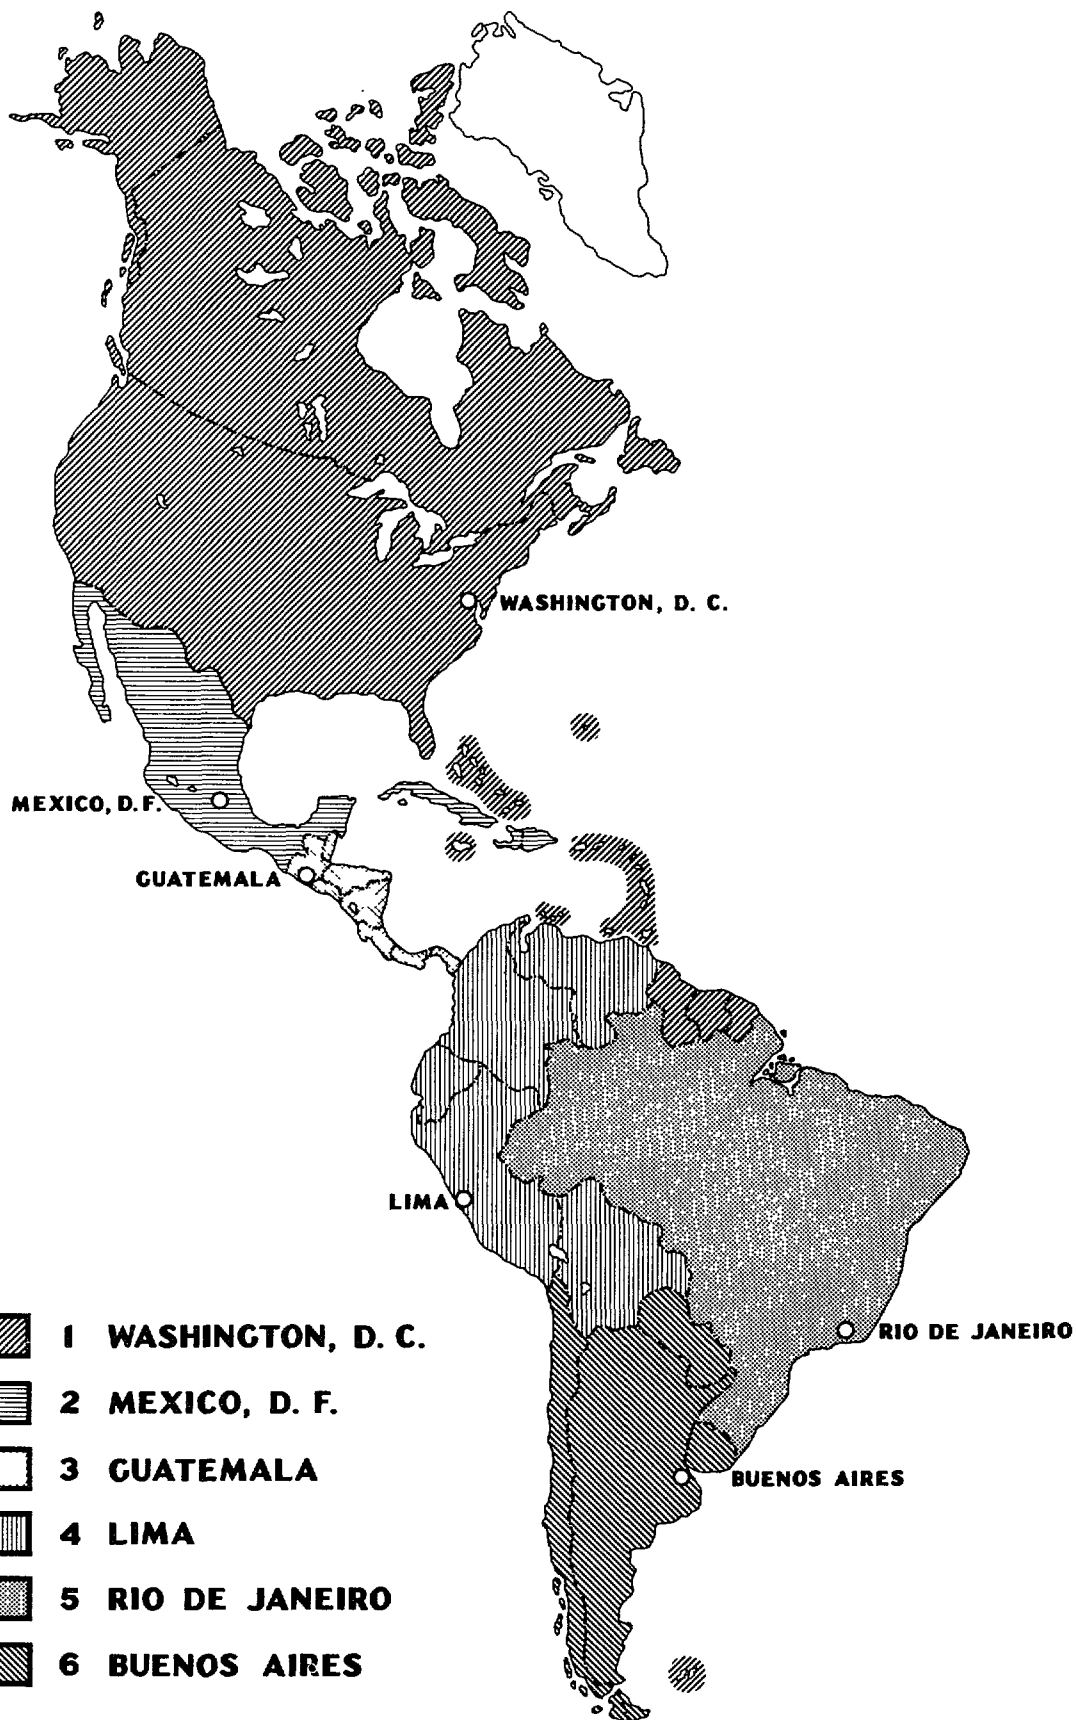 WASHINGTON, D. C.
MEXICO, D.F.
GUATEMALA
LIMA
RIO DE JANEIRO
BUENOS AIRES
1 WASHINGTON, D. C.
2 MEXICO, D. F.
3 GUATEMALA
4 LIMA
5 RIO DE JANEIRO
6 BUENOS AIRES